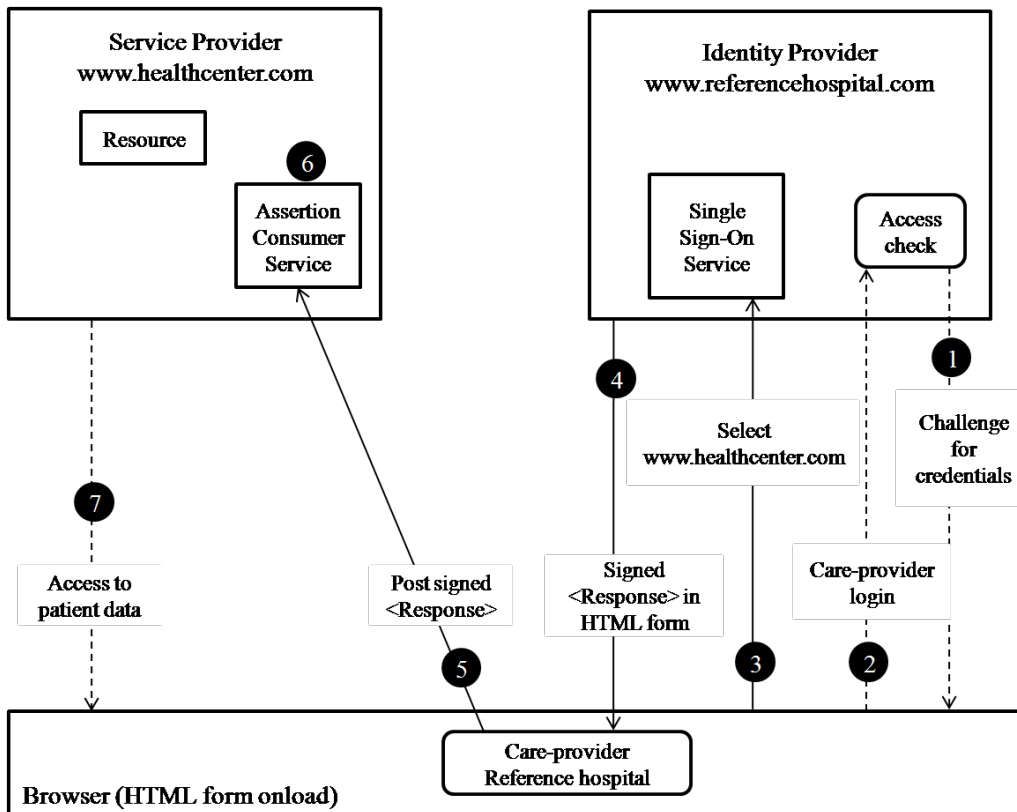 Service Provider
www.healthcenter.com
Resource
6
Assertion
Consumer
Service
Identity Provider
www.referencehospital.com
Single
Sign-On
Service
Access
check
1
Challenge
for
credentials
4
Select
www.healthcenter.com
7
Access to
patient data
Post signed
<Response>
Signed
<Response> in
HTML form
Care-provider
login
5
3
2
Care-provider
Reference hospital
Browser (HTML form onload)